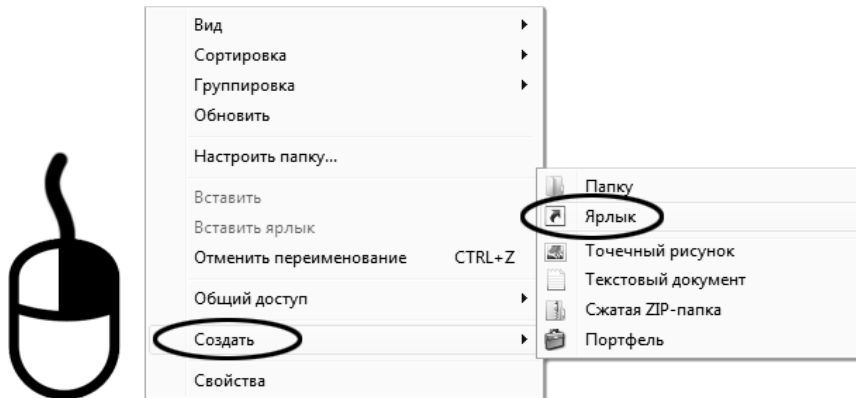 Вид
Сортировка
Группировка
Обновить
Настроить папку...
Вставить
Вставить ярлык
Отменить переименование CTRL+Z
Общий доступ
Создать
Свойства
Папку
Ярлык
Точечный рисунок
Текстовый документ
Сжатая ZIP-папка
Портфель